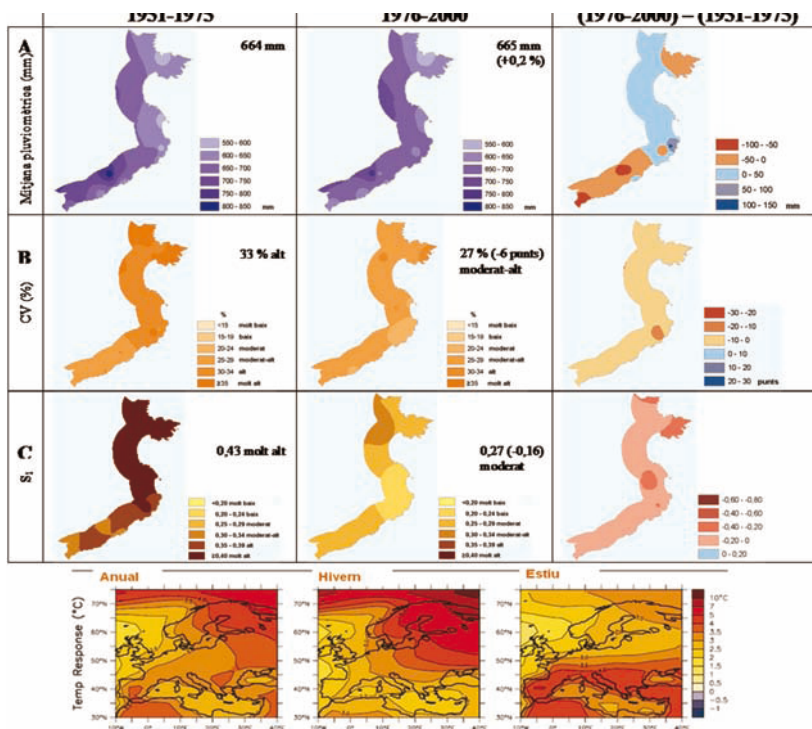 1951-1975
1976-2000
(1976-2000) – (1951-1975)
A
Mitjana pluviomètrica (mm)
664 mm
550 - 600
600 - 650
650 - 700
700 - 750
750 - 800
800 - 850 mm
665 mm
(+0,2 %)
550 - 600
600 - 650
650 - 700
700 - 750
750 - 800
800 - 850 mm
-100 - -50
-50 - 0
0 - 50
50 - 100
100 - 150 mm
B
CV (%)
33 % alt
%
<15 molt baix
15-19 baix
20-24 moderat
25-29 moderat-alt
30-34 alt
≥35 molt alt
27 % (-6 punts)
moderat-alt
%
<15 molt baix
15-19 baix
20-24 moderat
25-29 moderat-alt
30-34 alt
≥35 molt alt
-30 - -20
-20 - -10
-10 - 0
0 - 10
10 - 20
20 - 30 punts
C
S1
0,43 molt alt
<0,20 molt baix
0,20 - 0,24 baix
0,25 - 0,29 moderat
0,30 - 0,34 moderat-alt
0,35 - 0,39 alt
≥0,40 molt alt
0,27 (-0,16)
moderat
<0,20 molt baix
0,20 - 0,24 baix
0,25 - 0,29 moderat
0,30 - 0,34 moderat-alt
0,35 - 0,39 alt
≥0,40 molt alt
-0,60 - -0,80
-0,40 - -0,60
-0,40 - -0,20
-0,20 - 0
0 - 0,20
Anual
Hivern
Estiu
Temp Response (°C)
70°N
60°N
50°N
40°N
30°N
70°N
60°N
50°N
40°N
30°N
70°N
60°N
50°N
40°N
30°N
10°C
7
5
4
3.5
3
2.5
2
1.5
1
0.5
0
-0.5
-1